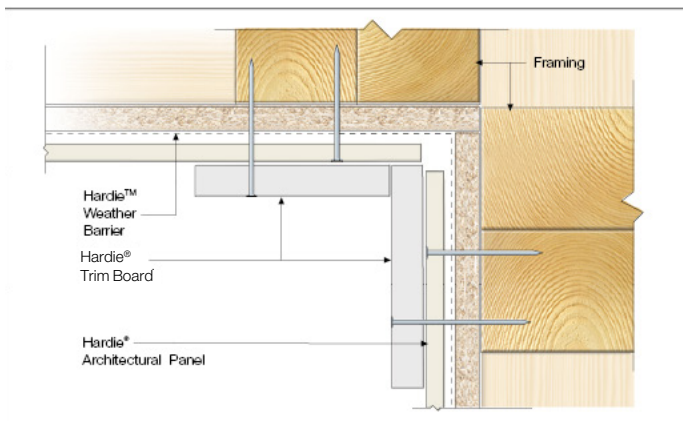 Framing
Hardie™
Weather
Barrier
Hardie®
Trim Board
Hardie®
Architectural Panel